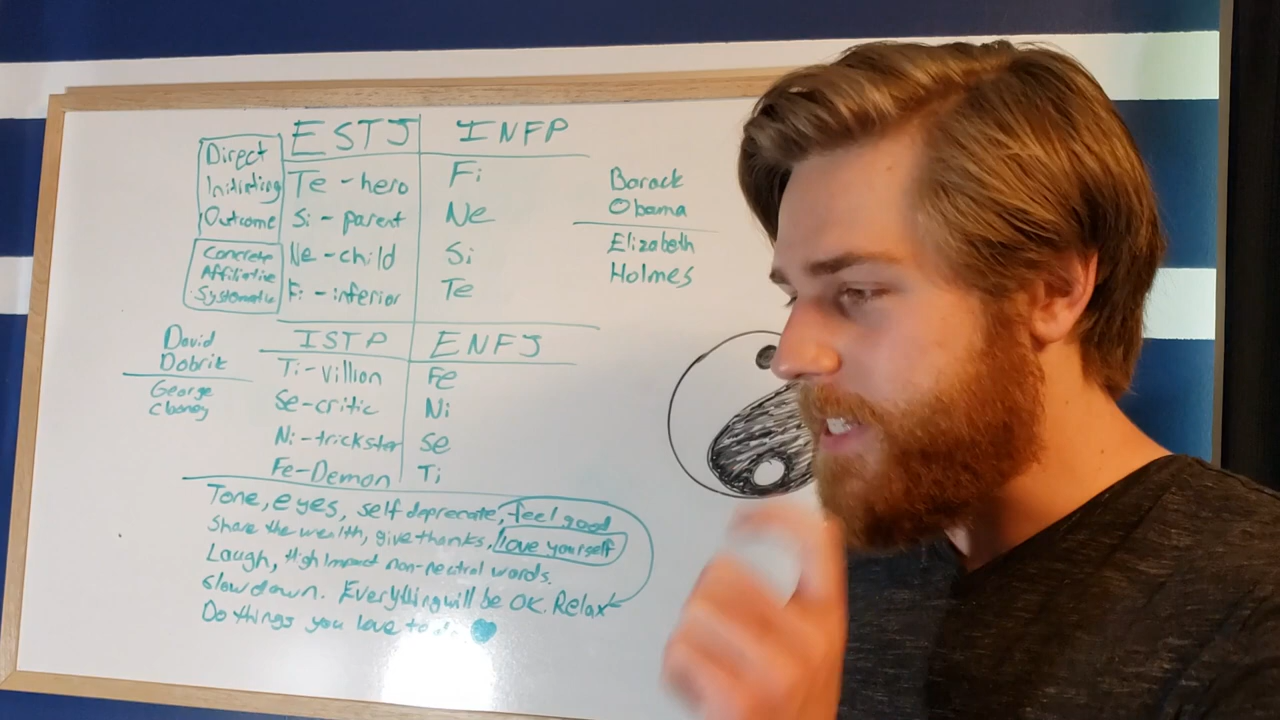 ESTJ INFP
Direct
Initiating
Outcome
Te - hero Fi
Si - parent Ne
Ne - child Si
Fi - inferior Te
Concrete
Affiliative
Systematic
Barack
Obama
Elizabeth
Holmes
ISTP ENFJ
Ti - villion Fe
Se - critic Ni
Ni - trickster Se
Fe - Demon Ti
David
Dobrik
George
Clooney
Tone, eyes, self deprecate, feel good
Share the wealth, give thanks, love yourself
Laugh, High Impact non-neutral words.
Slow down. Everything will be OK. Relax
Do things you love